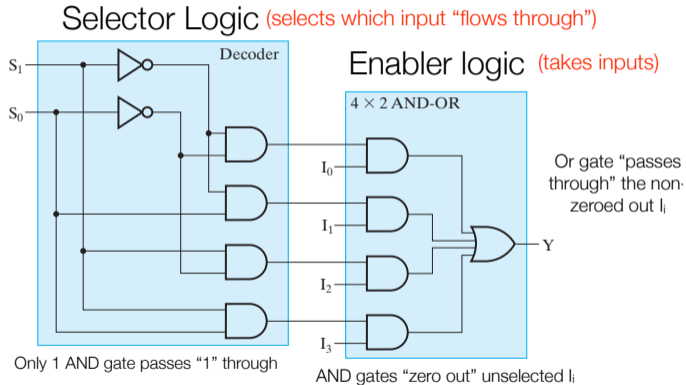 Selector Logic (selects which input “flows through”)
Decoder
Enabler logic (takes inputs)
S₁
S₀
4 × 2 AND-OR
I₀
I₁
I₂
I₃
Y
Or gate “passes
through” the non-
zeroed out Iᵢ
Only 1 AND gate passes “1” through
AND gates “zero out” unselected Iᵢ